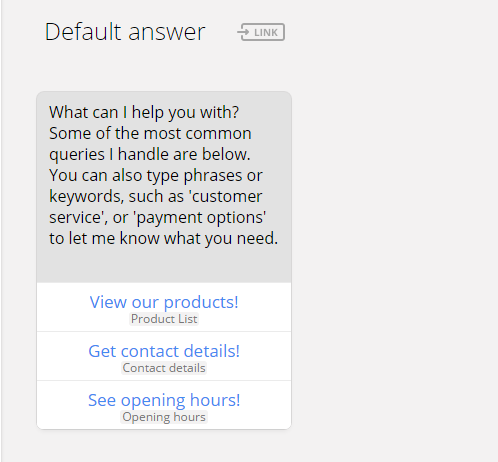 Default answer
LINK
What can I help you with?
Some of the most common
queries I handle are below.
You can also type phrases or
keywords, such as 'customer
service', or 'payment options'
to let me know what you need.
View our products!
Product List
Get contact details!
Contact details
See opening hours!
Opening hours